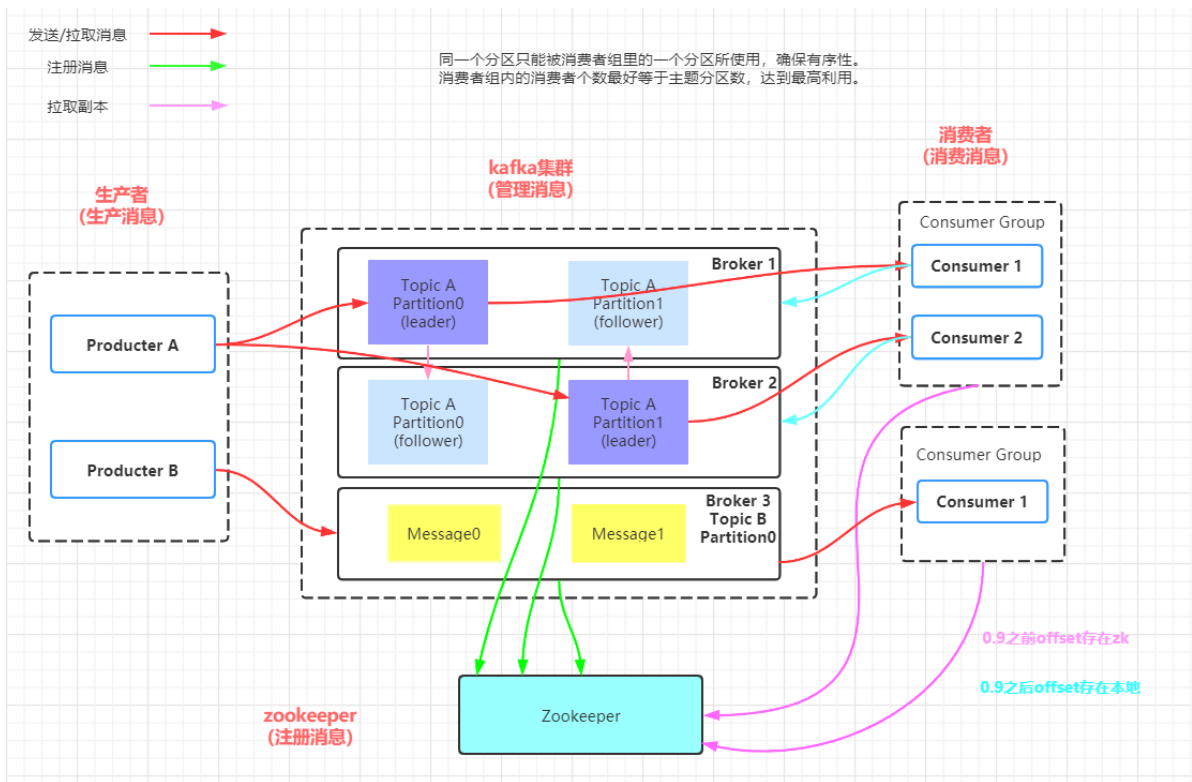 发送/拉取消息
注册消息
拉取副本
同一个分区只能被消费者组里的一个分区所使用，确保有序性。
消费者组内的消费者个数最好等于主题分区数，达到最高利用。
生产者
(生产消息)
Producter A
Producter B
kafka集群
(管理消息)
Broker 1
Topic A
Partition0
(leader)
Topic A
Partition1
(follower)
Broker 2
Topic A
Partition0
(follower)
Topic A
Partition1
(leader)
Broker 3
Topic B
Partition0
Message0
Message1
消费者
(消费消息)
Consumer Group
Consumer 1
Consumer 2
Consumer Group
Consumer 1
0.9之前offset存在zk
0.9之后offset存在本地
zookeeper
(注册消息)
Zookeeper